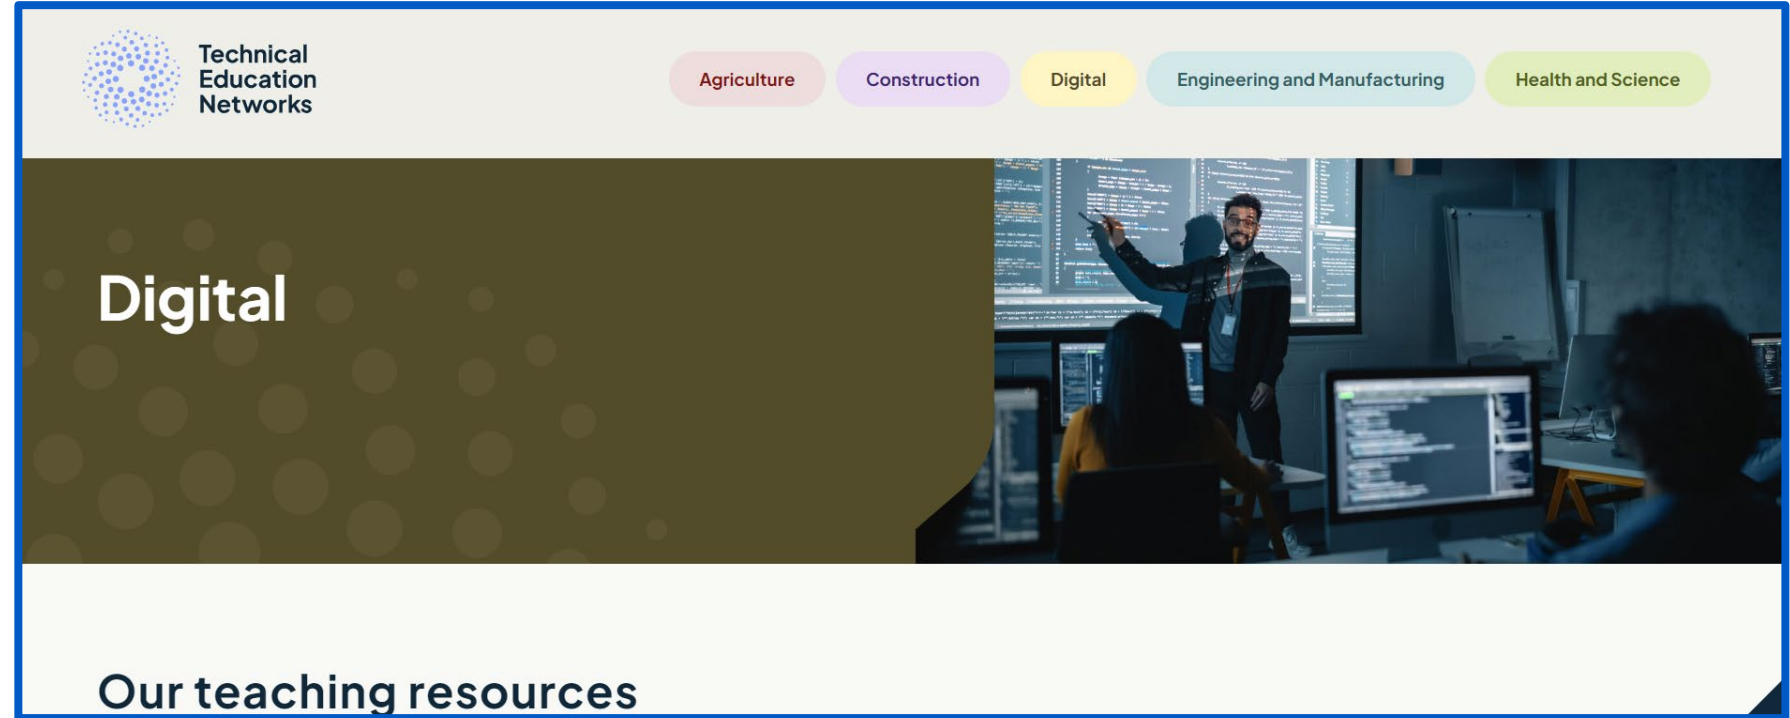 Technical
Education
Networks
Agriculture
Construction
Digital
Engineering and Manufacturing
Health and Science
Digital
Our teaching resources